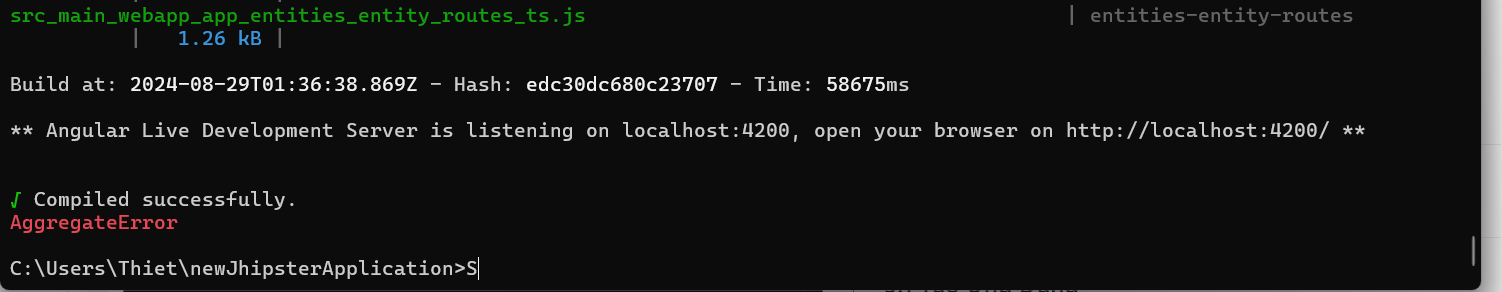 src_main_webapp_app_entities_entity_routes_ts.js | entities-entity-routes
| 1.26 kB |
Build at: 2024-08-29T01:36:38.869Z - Hash: edc30dc680c23707 - Time: 58675ms
** Angular Live Development Server is listening on localhost:4200, open your browser on http://localhost:4200/ **
√ Compiled successfully.
AggregateError
C:\Users\Thiet\newJhipsterApplication>S